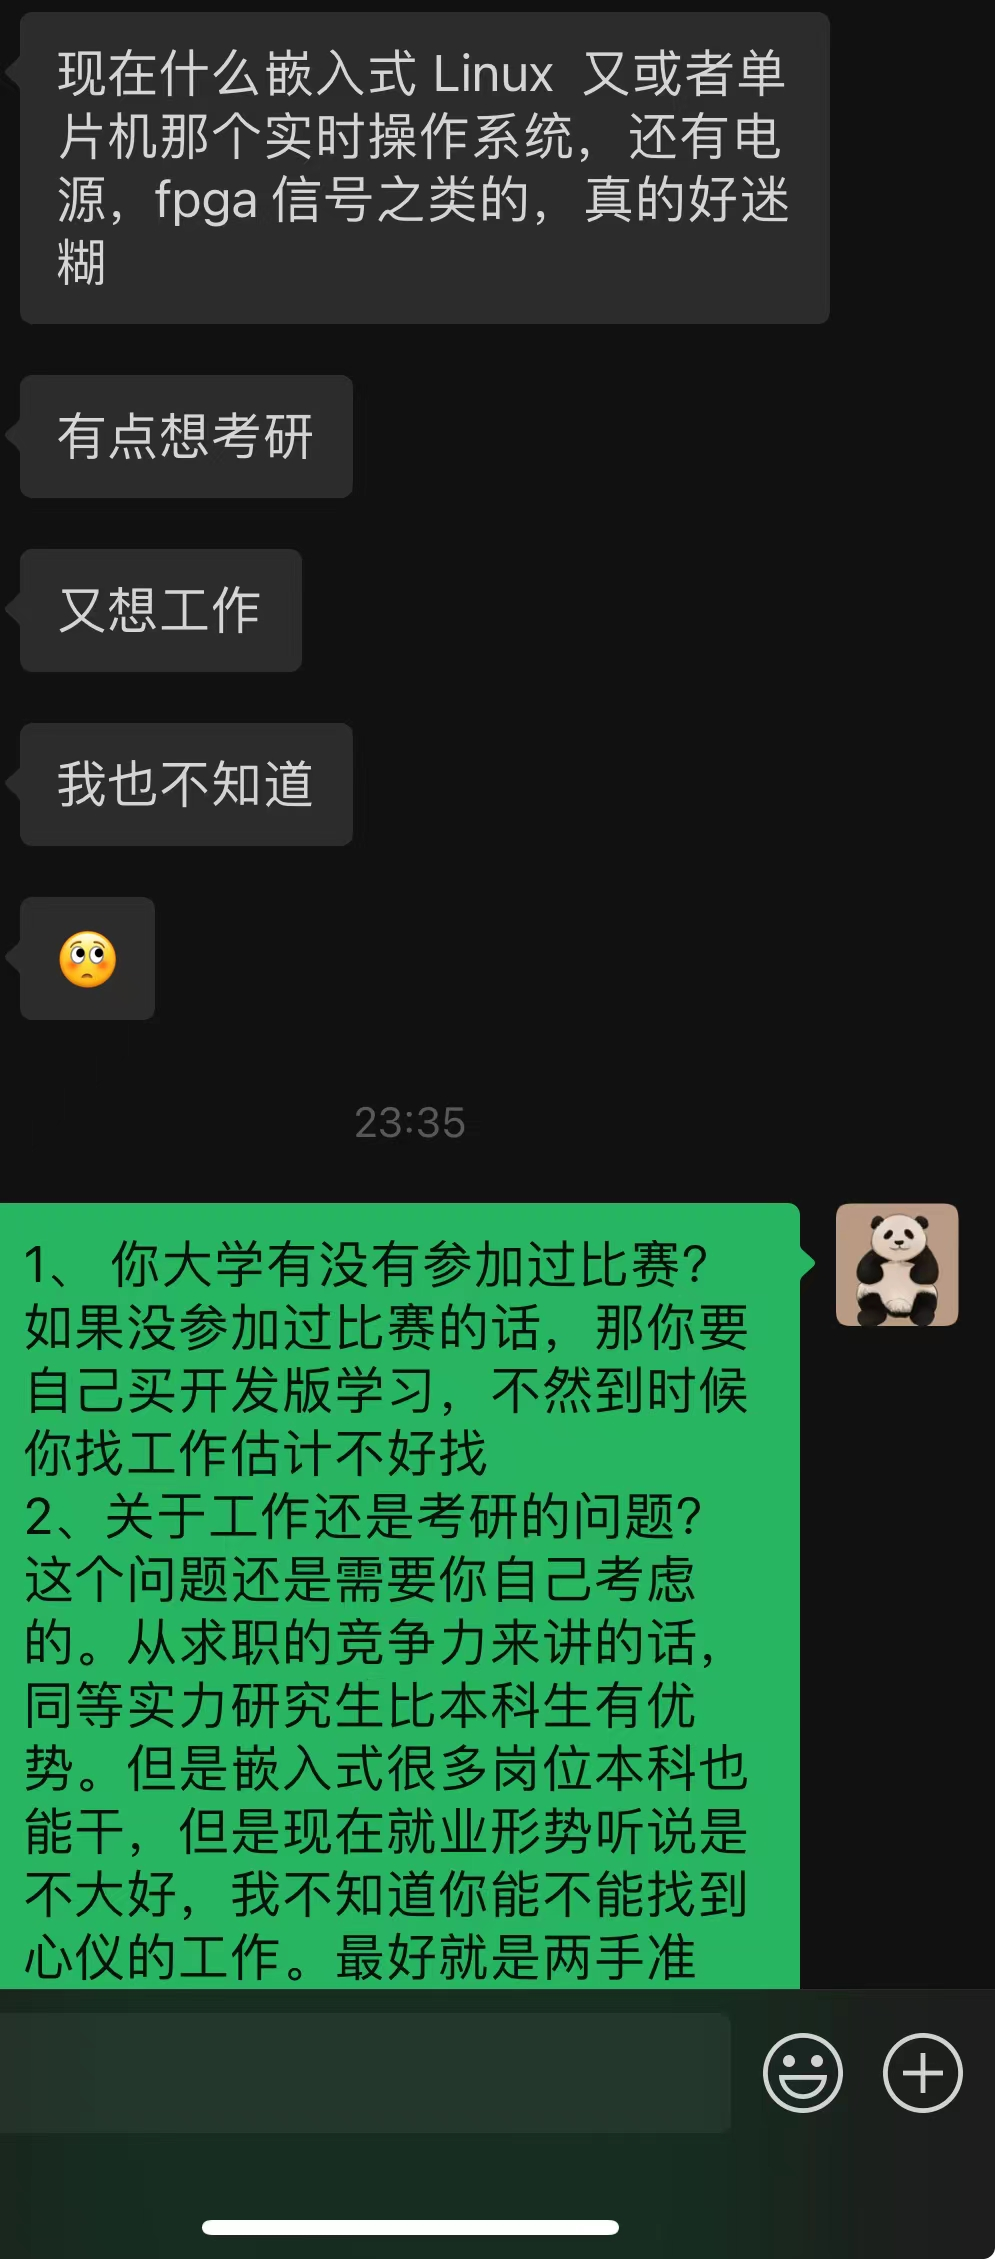 现在什么嵌入式 Linux 又或者单
片机那个实时操作系统，还有电
源，fpga 信号之类的，真的好迷
糊
有点想考研
又想工作
我也不知道
23:35
1、 你大学有没有参加过比赛?
如果没参加过比赛的话，那你要
自己买开发版学习，不然到时候
你找工作估计不好找
2、关于工作还是考研的问题?
这个问题还是需要你自己考虑
的。从求职的竞争力来讲的话，
同等实力研究生比本科生有优
势。但是嵌入式很多岗位本科也
能干，但是现在就业形势听说是
不大好，我不知道你能不能找到
心仪的工作。最好就是两手准